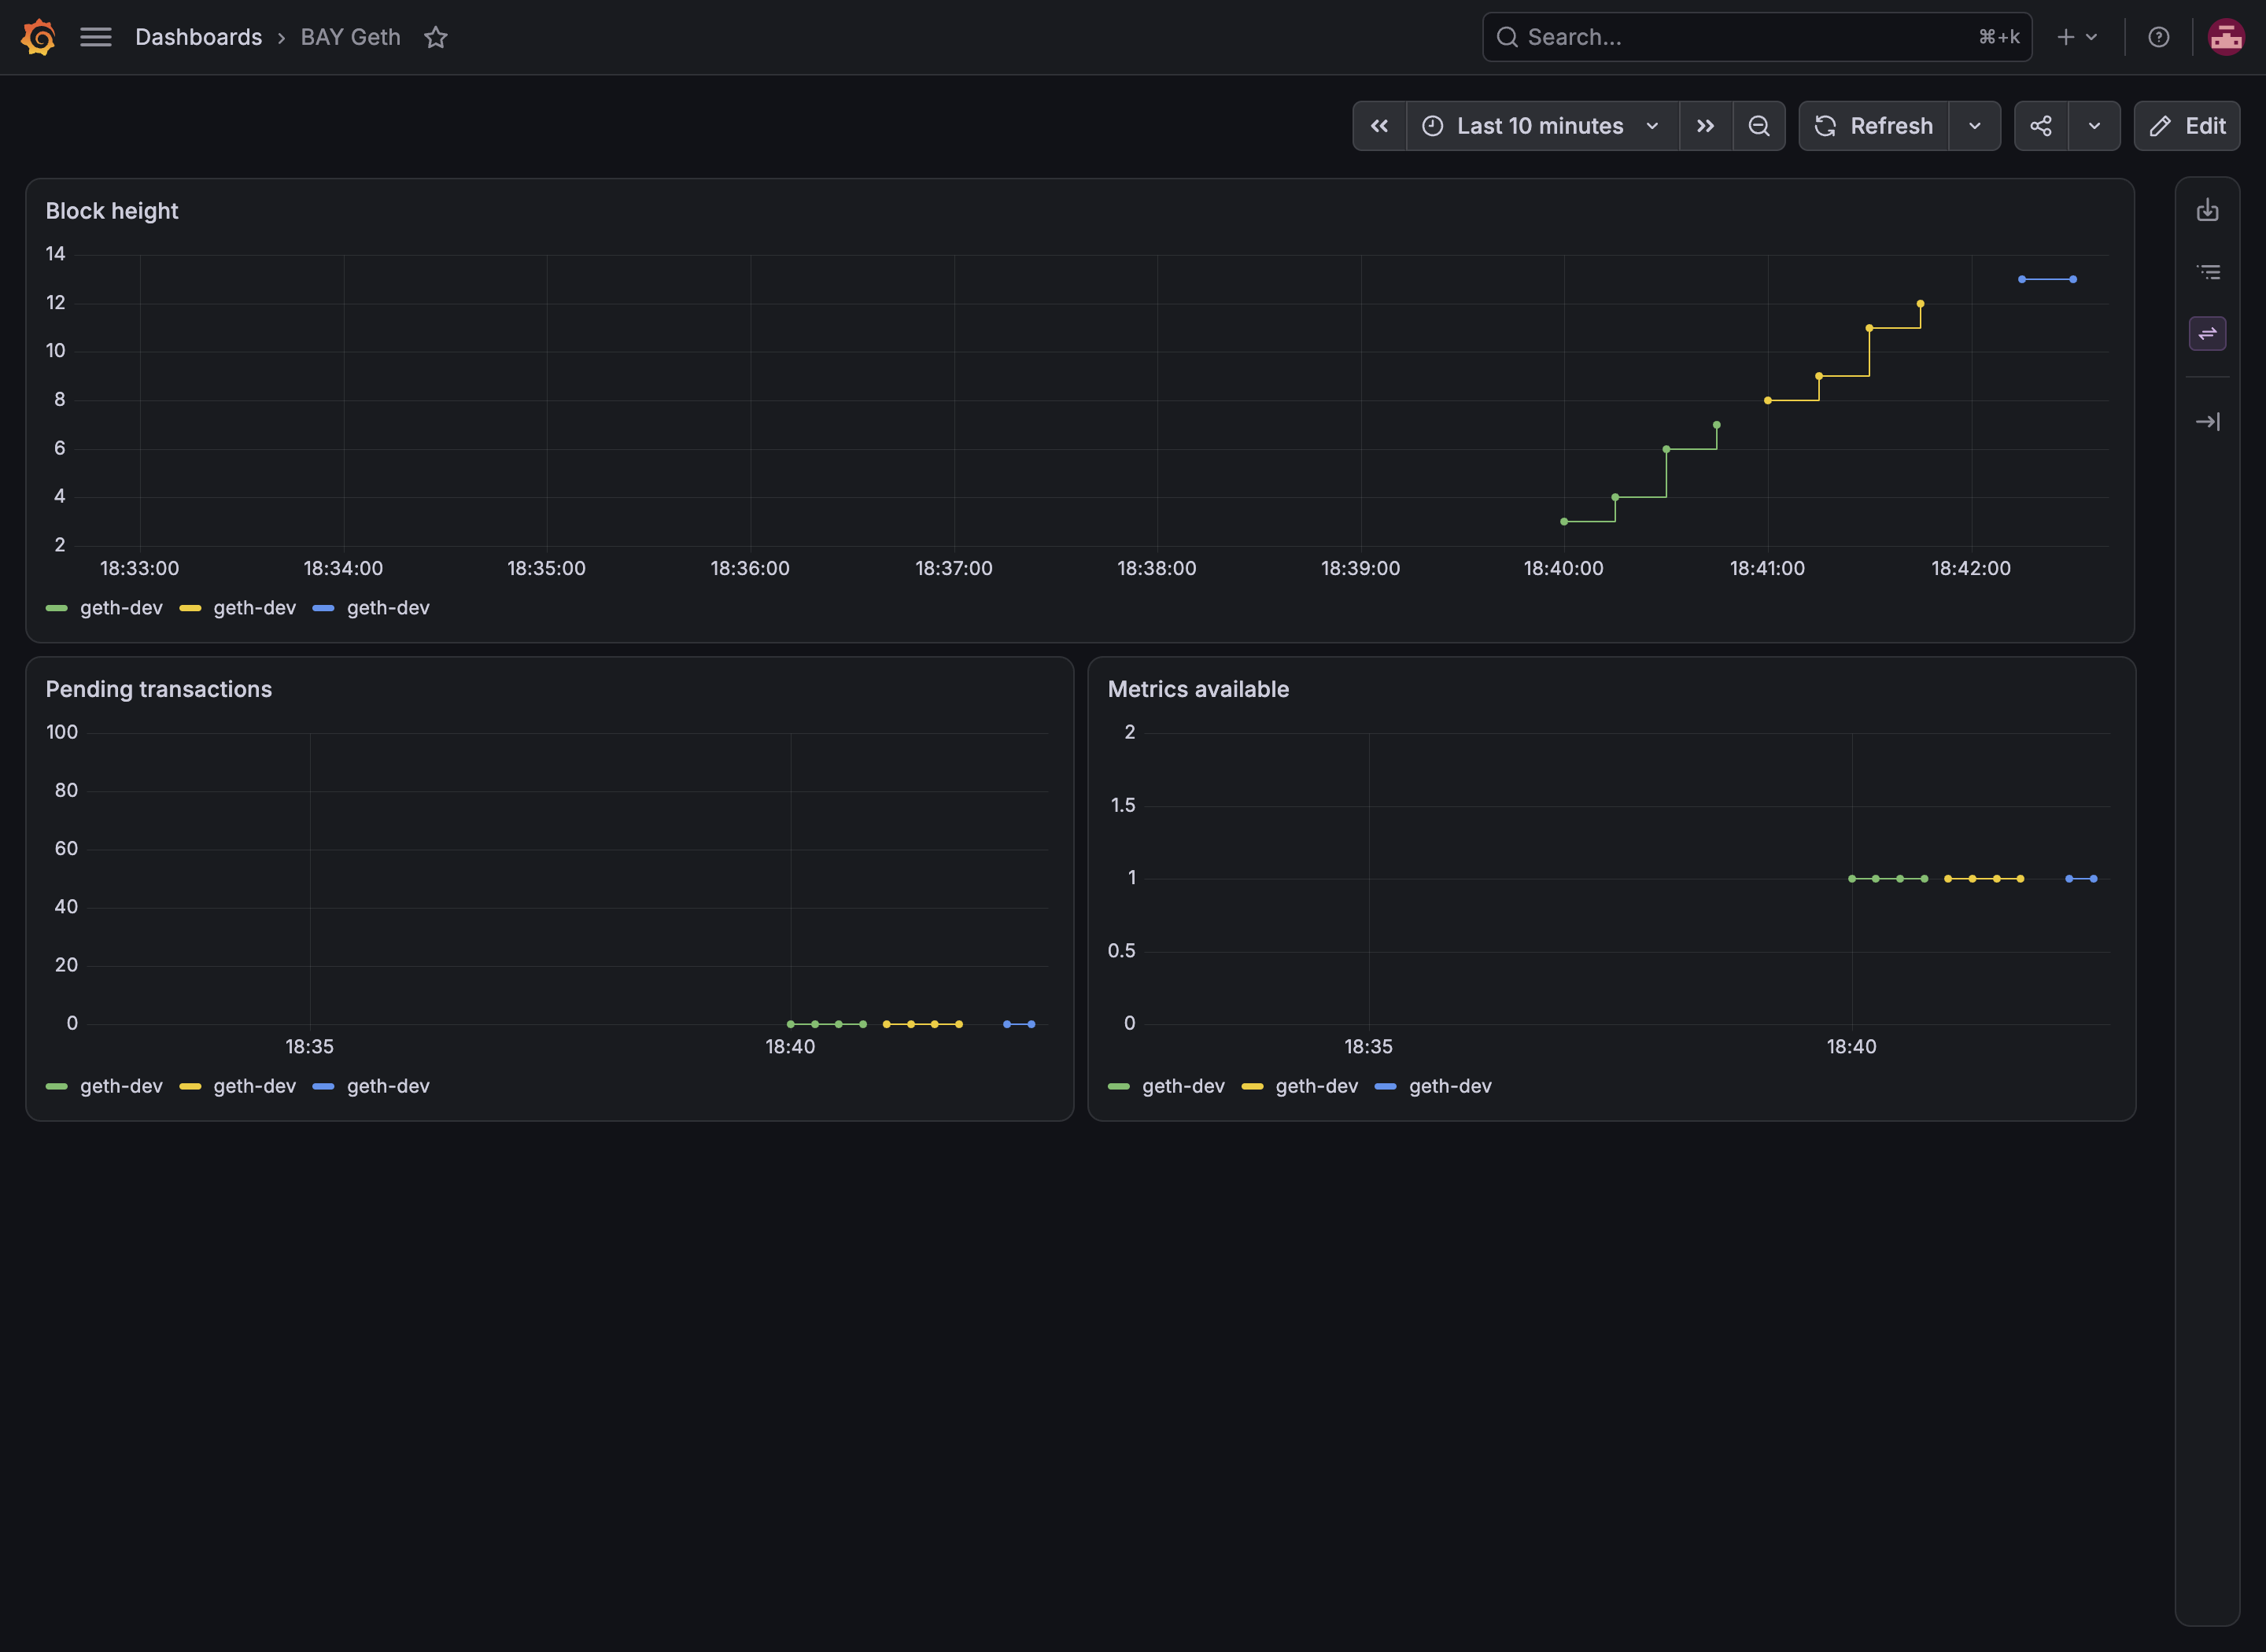 Dashboards › BAY Geth
Search...
⌘+k
Last 10 minutes
Refresh
Edit
Block height
14
12
10
8
6
4
2
18:33:00 18:34:00 18:35:00 18:36:00 18:37:00 18:38:00 18:39:00 18:40:00 18:41:00 18:42:00
geth-dev geth-dev geth-dev
Pending transactions
100
80
60
40
20
0
18:35 18:40
geth-dev geth-dev geth-dev
Metrics available
2
1.5
1
0.5
0
18:35 18:40
geth-dev geth-dev geth-dev